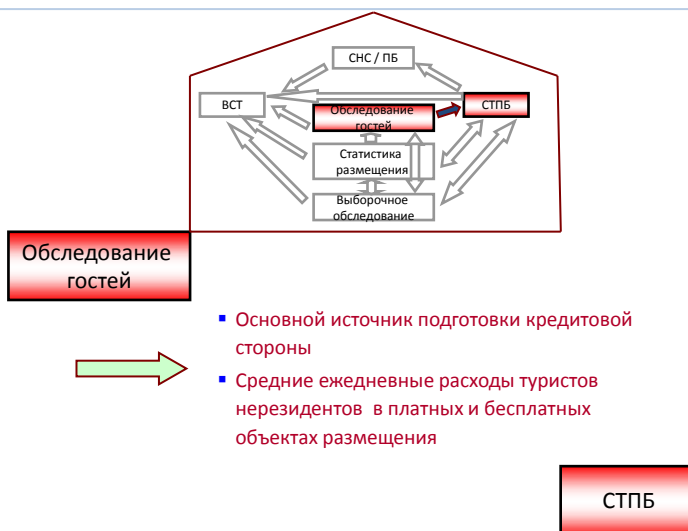 СНС / ПБ
ВСТ
СТПБ
Обследование
гостей
Статистика
размещения
Выборочное
обследование
Обследование
гостей
Основной источник подготовки кредитовой
стороны
Средние ежедневные расходы туристов
нерезидентов в платных и бесплатных
объектах размещения
СТПБ